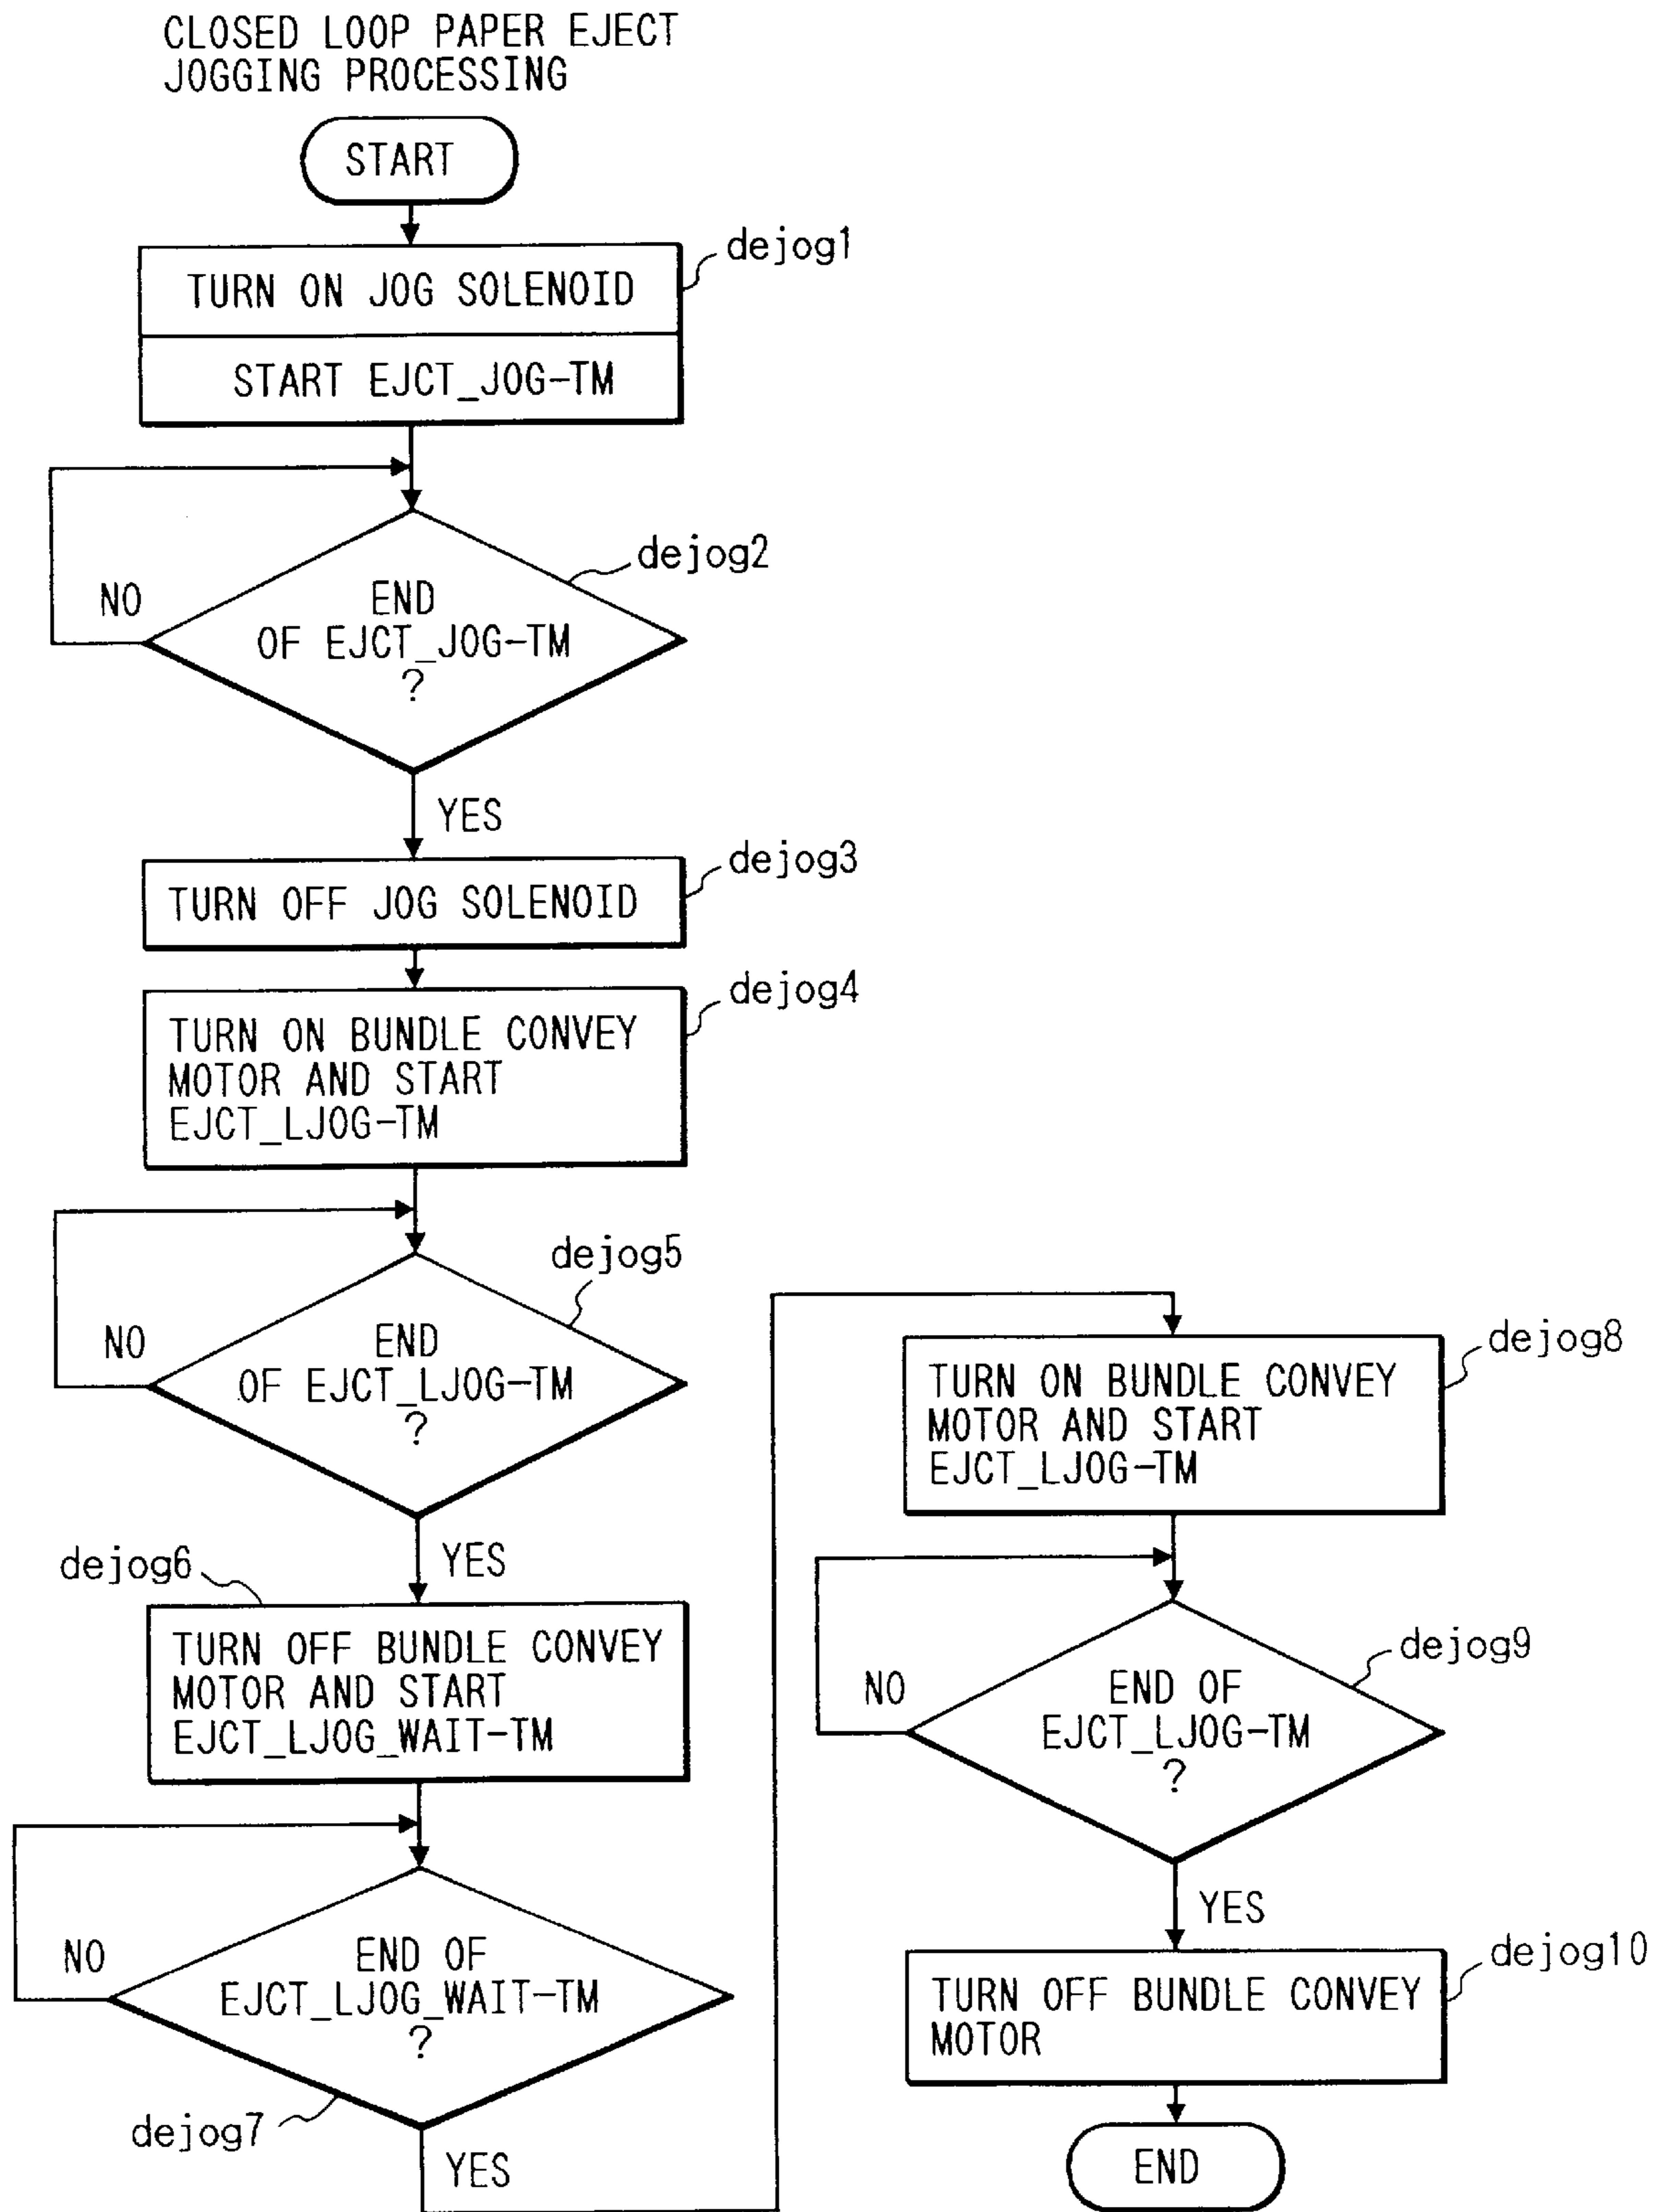 CLOSED LOOP PAPER EJECT
JOGGING PROCESSING
START
dejog1
TURN ON JOG SOLENOID
START EJCT_JOG-TM
dejog2
NO
END
OF EJCT_JOG-TM
?
YES
dejog3
TURN OFF JOG SOLENOID
dejog4
TURN ON BUNDLE CONVEY
MOTOR AND START
EJCT_LJOG-TM
dejog5
NO
END
OF EJCT_LJOG-TM
?
YES
dejog6
TURN OFF BUNDLE CONVEY
MOTOR AND START
EJCT_LJOG_WAIT-TM
NO
END OF
EJCT_LJOG_WAIT-TM
?
dejog7
YES
dejog8
TURN ON BUNDLE CONVEY
MOTOR AND START
EJCT_LJOG-TM
dejog9
NO
END OF
EJCT_LJOG-TM
?
YES
dejog10
TURN OFF BUNDLE CONVEY
MOTOR
END